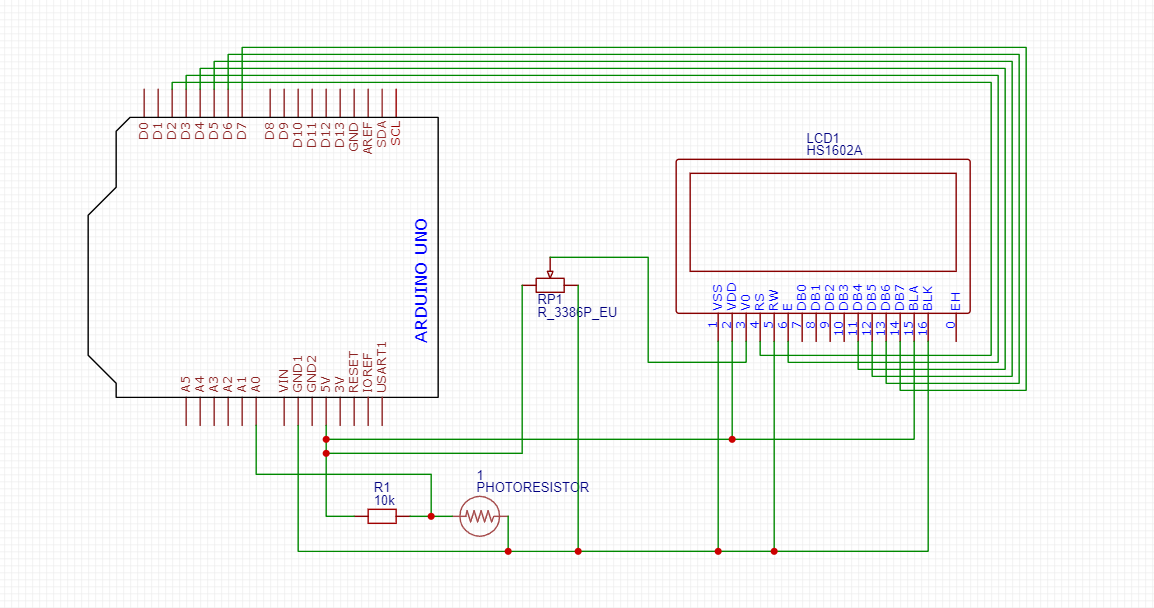 D0
D1
D2
D3
D4
D5
D6
D7
D8
D9
D10
D11
D12
D13
GND
AREF
SDA
SCL
ARDUINO UNO
A5
A4
A3
A2
A1
A0
VIN
GND1
GND2
5V
3V
RESET
IOREF
USART1
LCD1
HS1602A
VSS
VDD
V0
RS
RW
E
DB0
DB1
DB2
DB3
DB4
DB5
DB6
DB7
BLA
BLK
EH
1
2
3
4
5
6
7
8
9
10
11
12
13
14
15
16
0
RP1
R_3386P_EU
R1
10k
1
PHOTORESISTOR